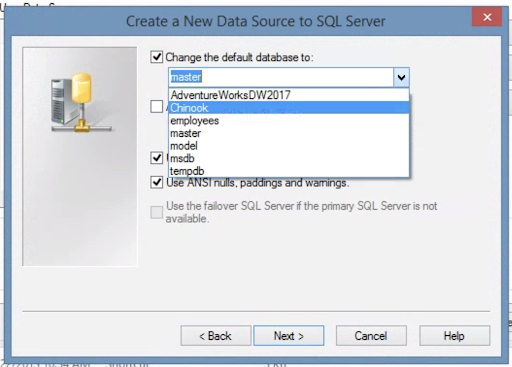 Create a New Data Source to SQL Server
Change the default database to:
master
AdventureWorksDW2017
Chinook
employees
master
model
msdb
tempdb
Use ANSI nulls, paddings and warnings.
Use the failover SQL Server if the primary SQL Server is not
available.
< Back Next > Cancel Help